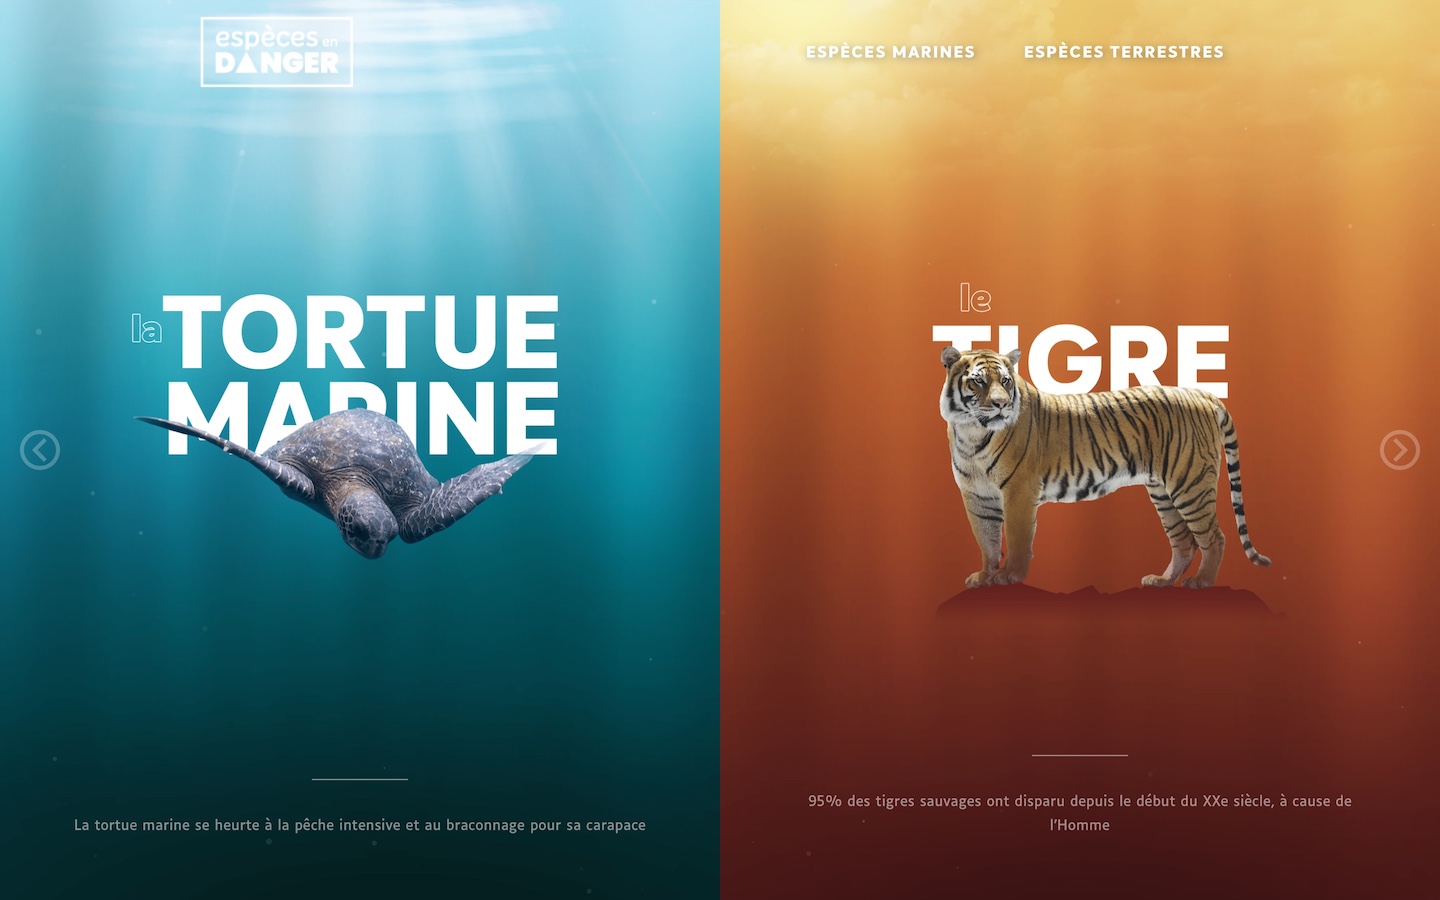 espèces en
DANGER
ESPÈCES MARINES
ESPÈCES TERRESTRES
la TORTUE
MARINE
La tortue marine se heurte à la pêche intensive et au braconnage pour sa carapace
le
TIGRE
95% des tigres sauvages ont disparu depuis le début du XXe siècle, à cause de
l'Homme